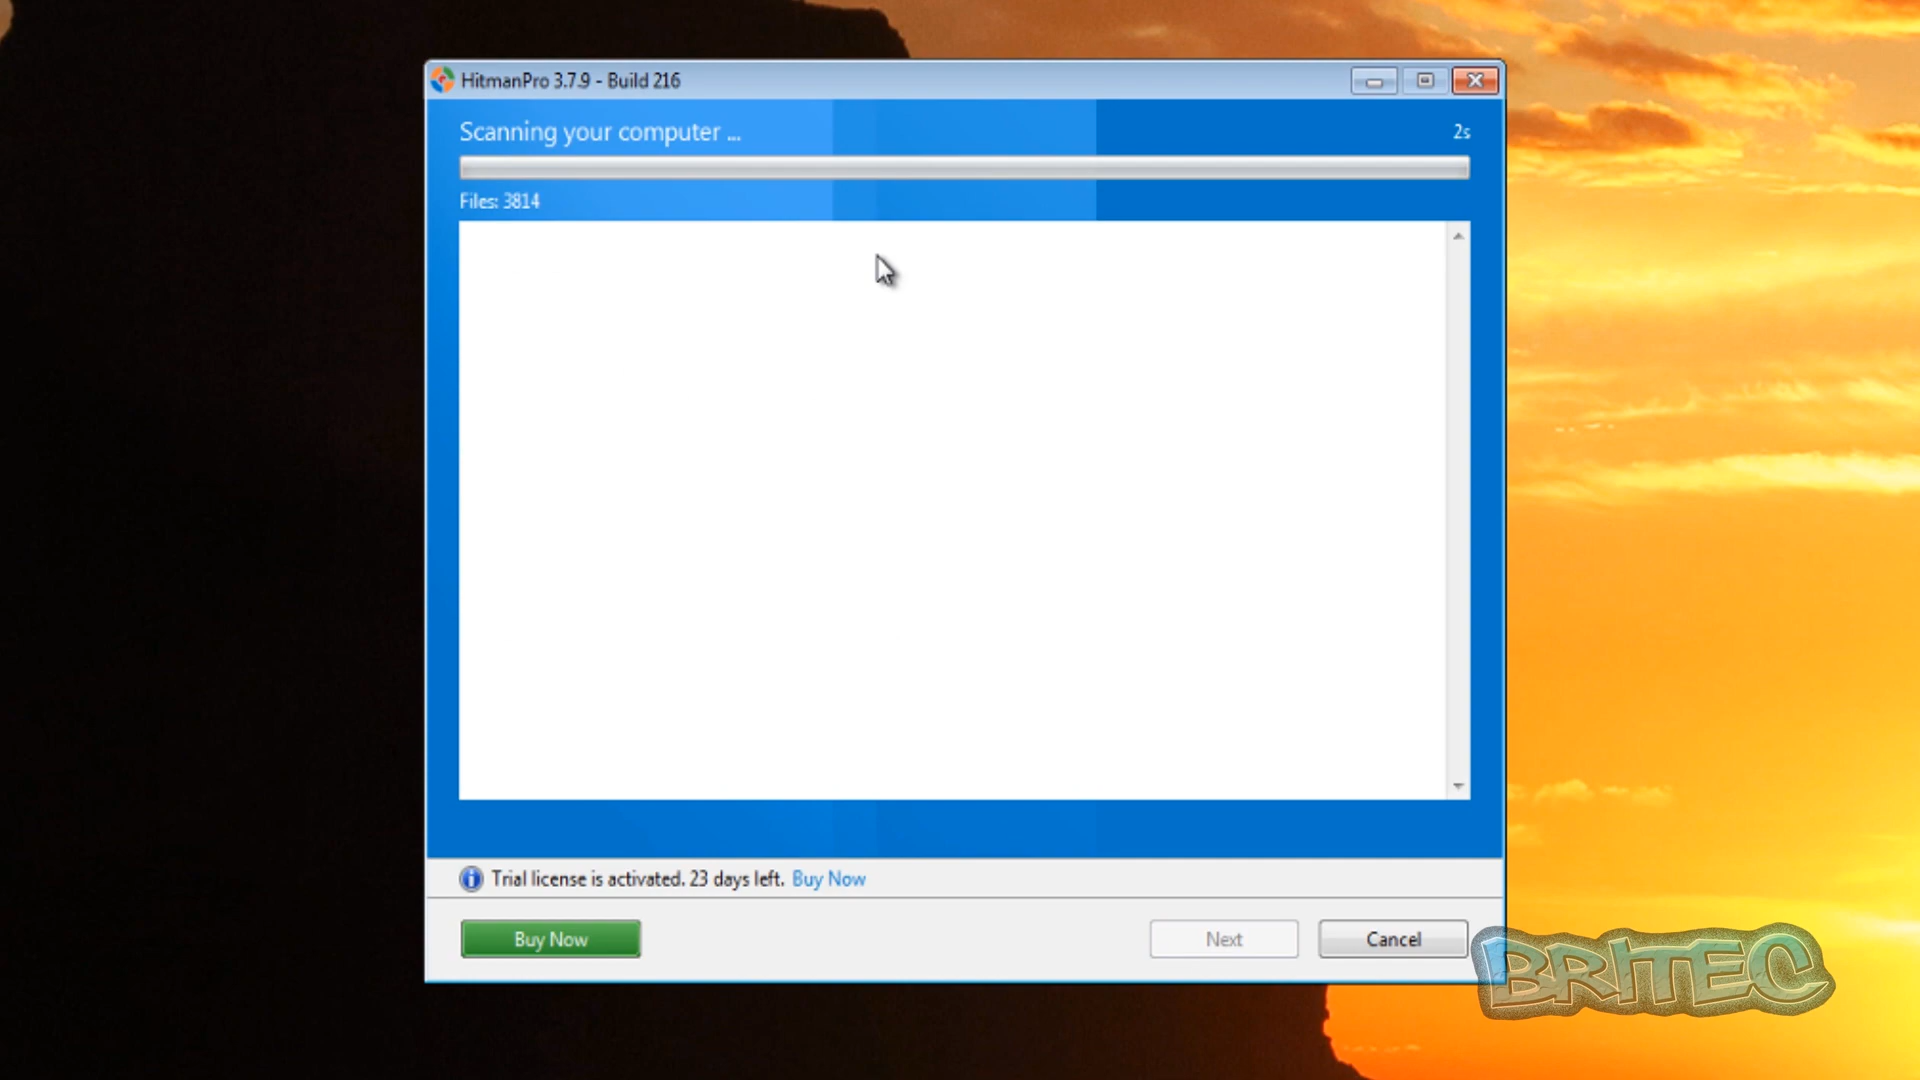 HitmanPro 3.7.9 - Build 216
Scanning your computer ...
2s
Files: 3814
Trial license is activated. 23 days left. Buy Now
Buy Now
Next
Cancel
BRITEC